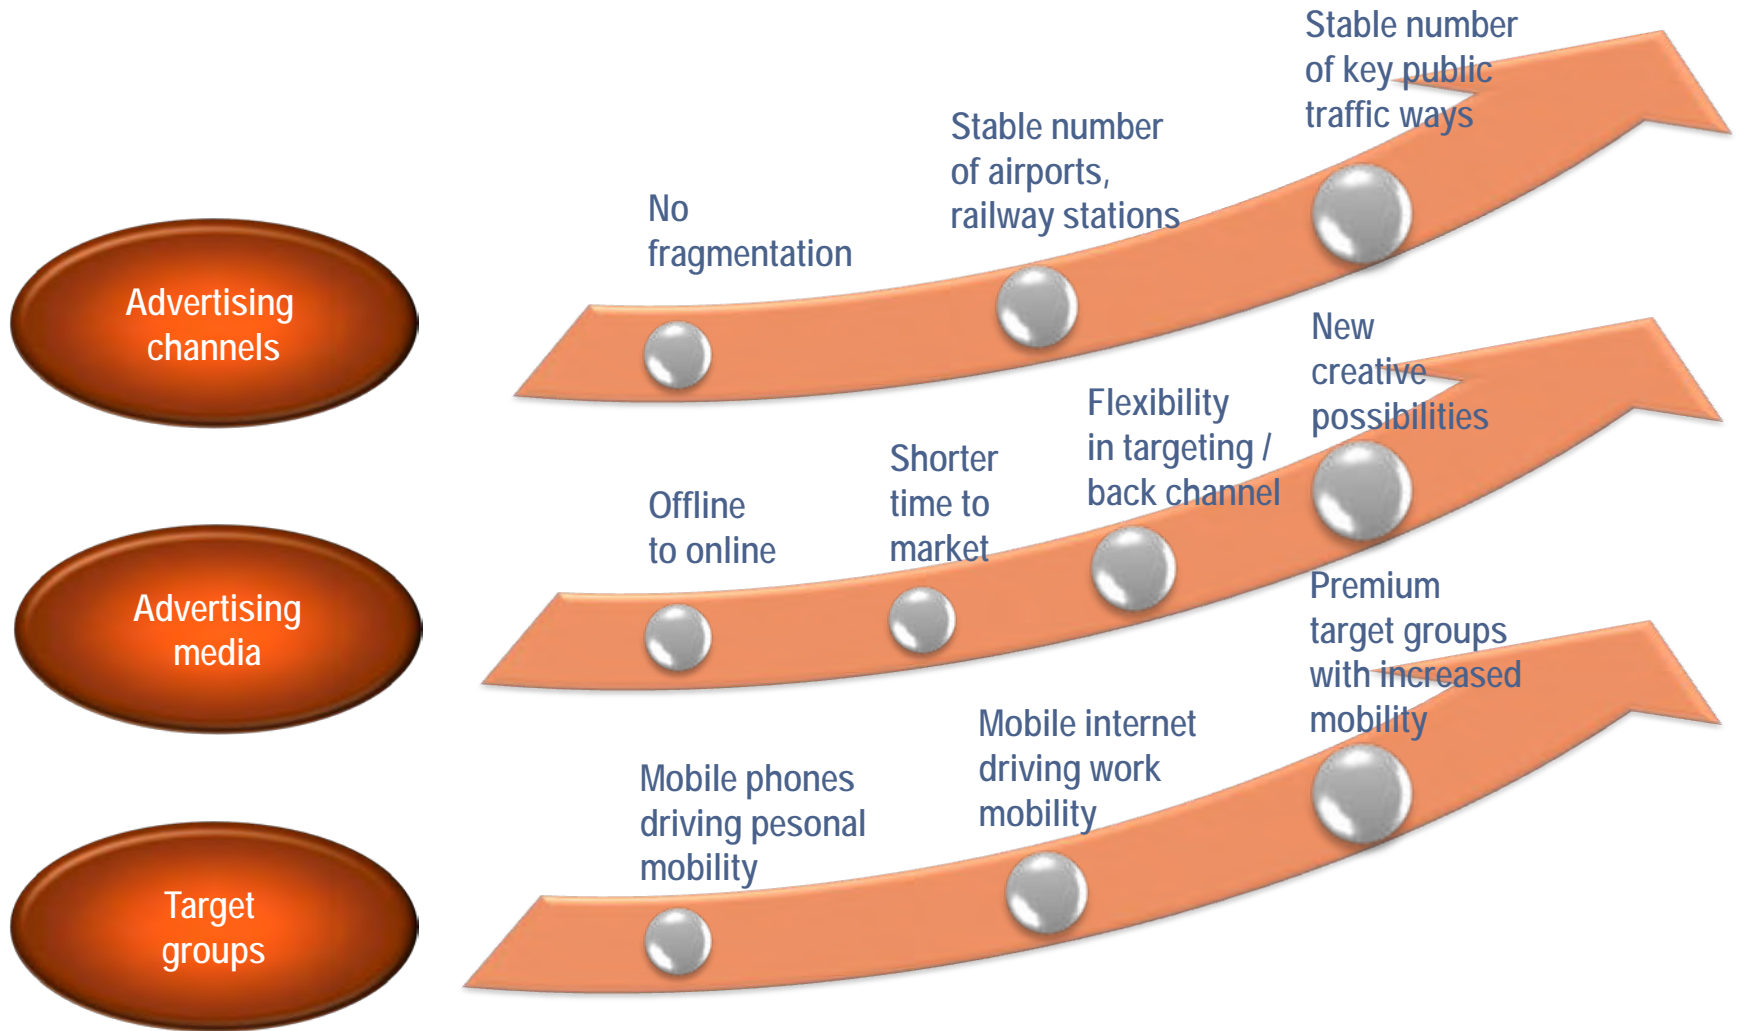 Advertising
channels
No
fragmentation
Stable number
of airports,
railway stations
Stable number
of key public
traffic ways
Advertising
media
Offline
to online
Shorter
time to
market
Flexibility
in targeting /
back channel
New
creative
possibilities
Target
groups
Mobile phones
driving pesonal
mobility
Mobile internet
driving work
mobility
Premium
target groups
with increased
mobility